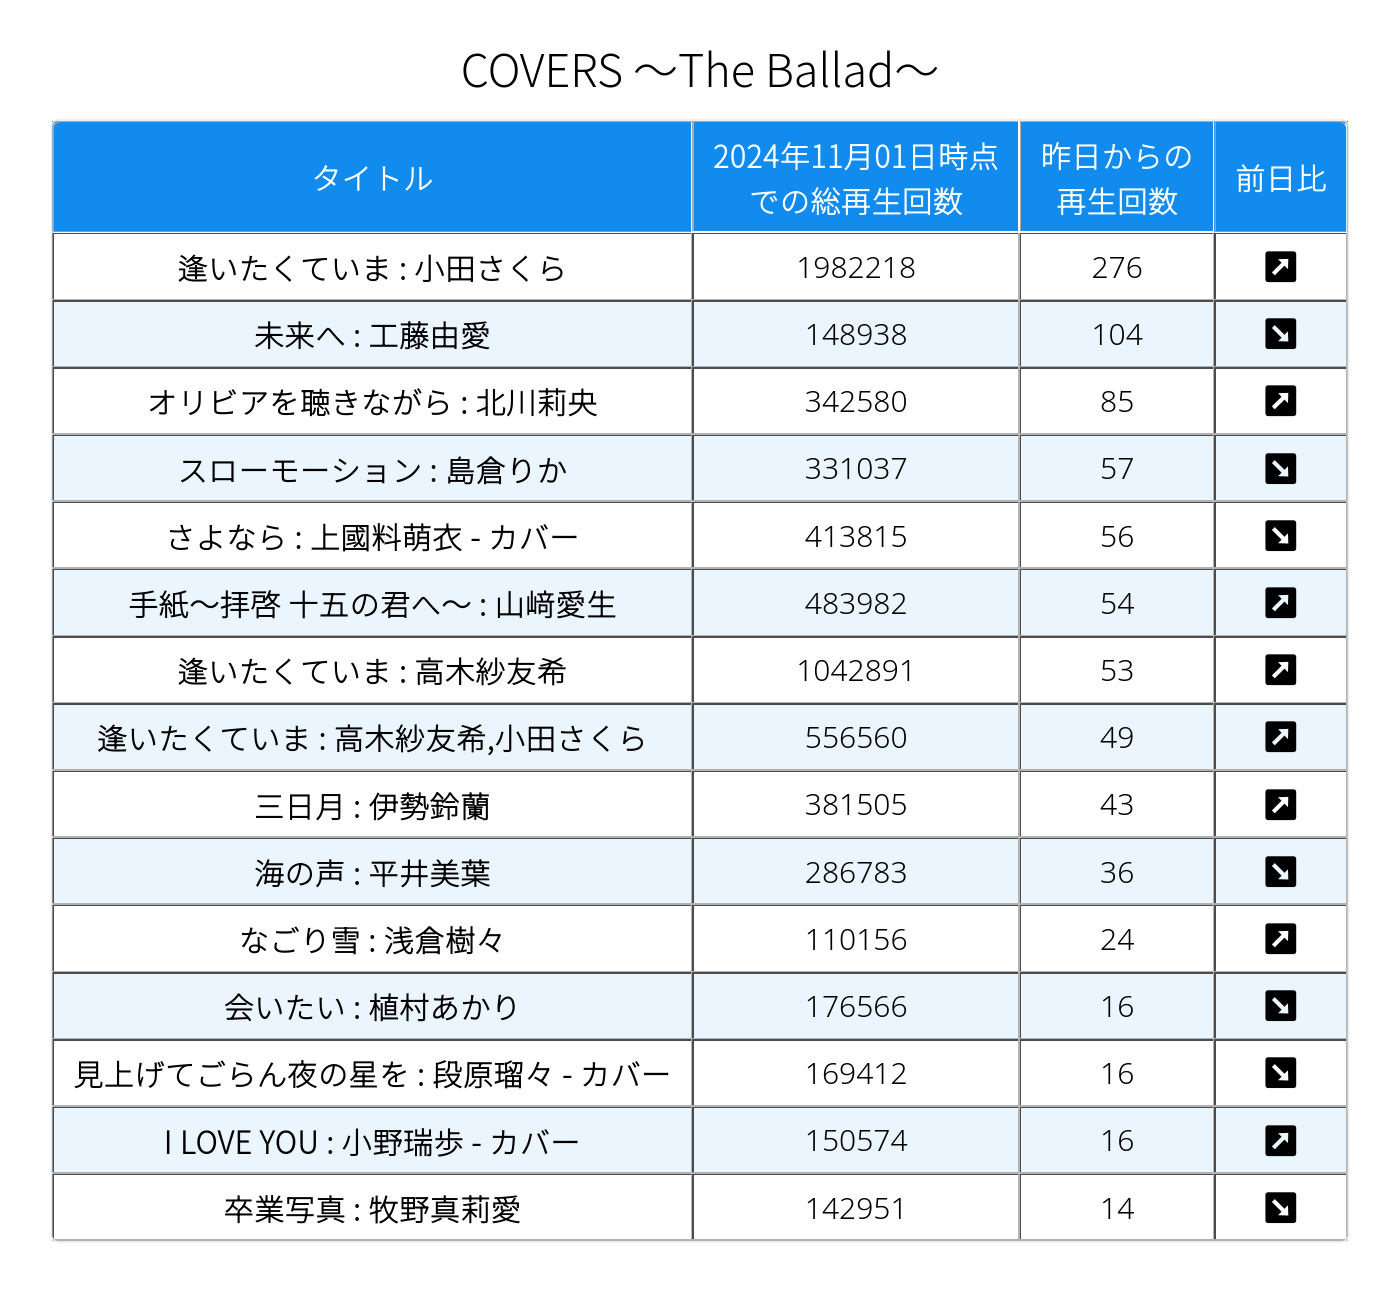 COVERS ～The Ballad～
タイトル 2024年11月01日時点での総再生回数 昨日からの再生回数 前日比
逢いたくていま : 小田さくら 1982218 276 ↗
未来へ : 工藤由愛 148938 104 ↘
オリビアを聴きながら : 北川莉央 342580 85 ↗
スローモーション : 島倉りか 331037 57 ↘
さよなら : 上國料萌衣 - カバー 413815 56 ↘
手紙～拝啓 十五の君へ～ : 山﨑愛生 483982 54 ↗
逢いたくていま : 高木紗友希 1042891 53 ↗
逢いたくていま : 高木紗友希,小田さくら 556560 49 ↗
三日月 : 伊勢鈴蘭 381505 43 ↗
海の声 : 平井美葉 286783 36 ↘
なごり雪 : 浅倉樹々 110156 24 ↗
会いたい : 植村あかり 176566 16 ↘
見上げてごらん夜の星を : 段原瑠々 - カバー 169412 16 ↘
I LOVE YOU : 小野瑞歩 - カバー 150574 16 ↗
卒業写真 : 牧野真莉愛 142951 14 ↘